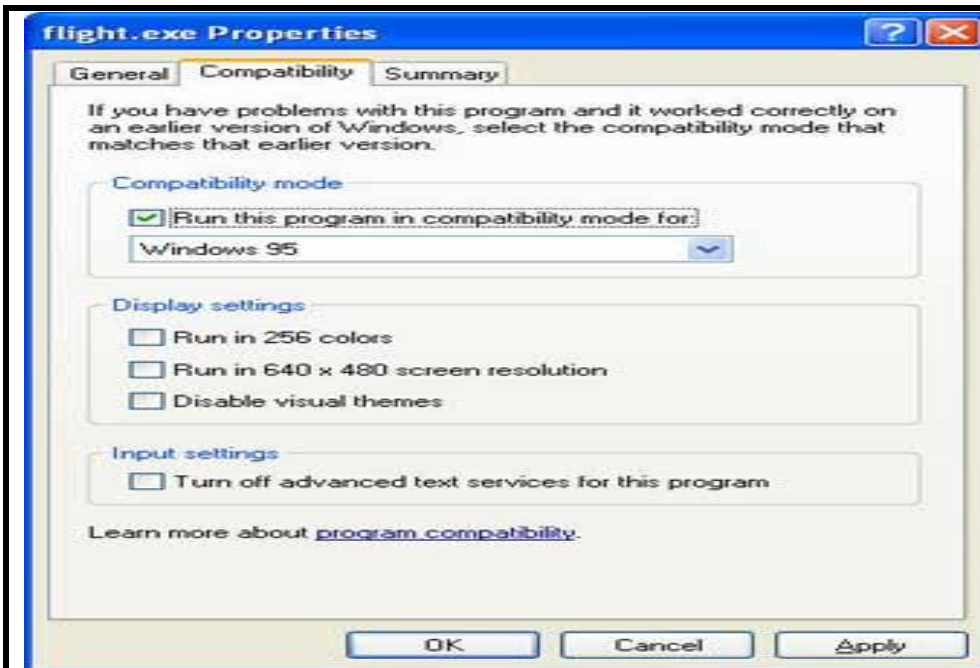 flight.exe Properties
General Compatibility Summary
If you have problems with this program and it worked correctly on
an earlier version of Windows, select the compatibility mode that
matches that earlier version.
Compatibility mode
Run this program in compatibility mode for:
Windows 95
Display settings
Run in 256 colors
Run in 640 x 480 screen resolution
Disable visual themes
Input settings
Turn off advanced text services for this program
Learn more about program compatibility.
OK Cancel Apply